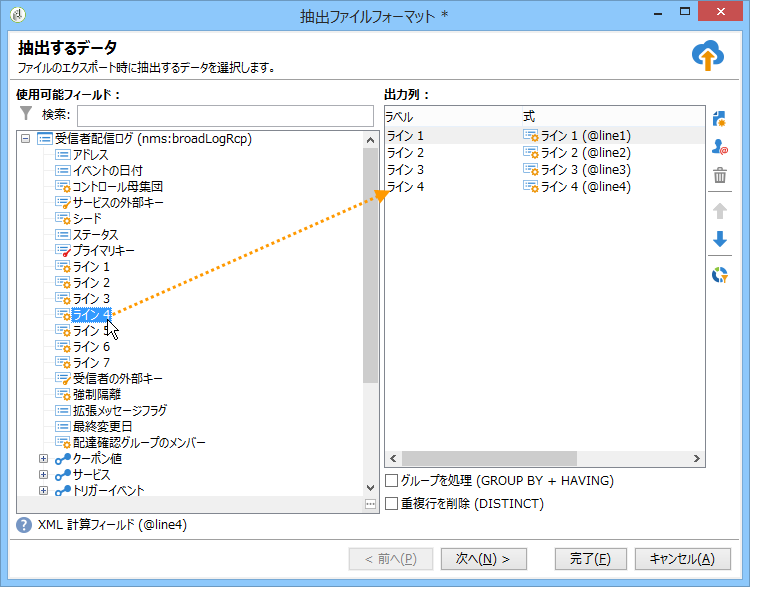 抽出ファイルフォーマット *
抽出するデータ
ファイルのエクスポート時に抽出するデータを選択します。
使用可能フィールド：
検索:
受信者配信ログ (nms:broadLogRcp)
アドレス
イベントの日付
コントロール母集団
サービスの外部キー
シード
ステータス
プライマリキー
ライン 1
ライン 2
ライン 3
ライン 4
ライン 5
ライン 6
ライン 7
受信者の外部キー
強制隔離
拡張メッセージフラグ
最終変更日
配達確認グループのメンバー
クーポン値
サービス
トリガーイベント
XML 計算フィールド (@line4)
出力列：
ラベル 式
ライン 1 ライン 1 (@line1)
ライン 2 ライン 2 (@line2)
ライン 3 ライン 3 (@line3)
ライン 4 ライン 4 (@line4)
グループを処理 (GROUP BY + HAVING)
重複行を削除 (DISTINCT)
< 前へ(P) 次へ(N) > 完了(F) キャンセル(A)